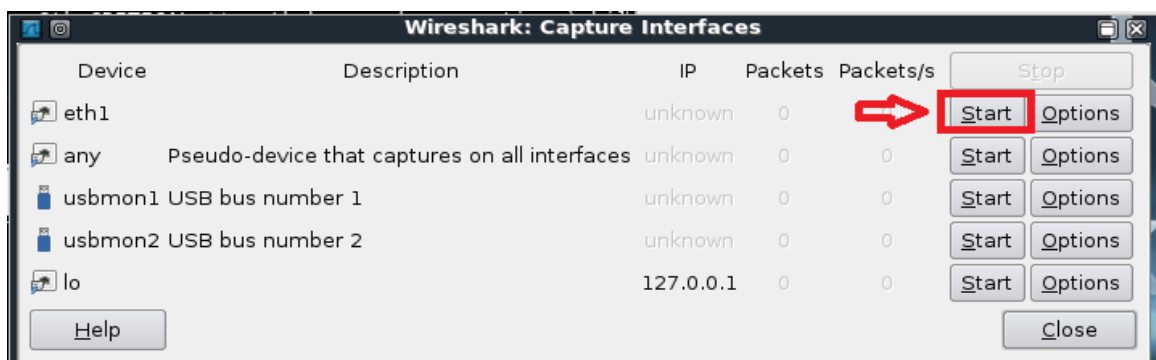 Wireshark: Capture Interfaces
Device Description IP Packets Packets/s Stop
eth1 unknown 0 0 Start Options
any Pseudo-device that captures on all interfaces unknown 0 0 Start Options
usbmon1 USB bus number 1 unknown 0 0 Start Options
usbmon2 USB bus number 2 unknown 0 0 Start Options
lo 127.0.0.1 0 0 Start Options
Help Close